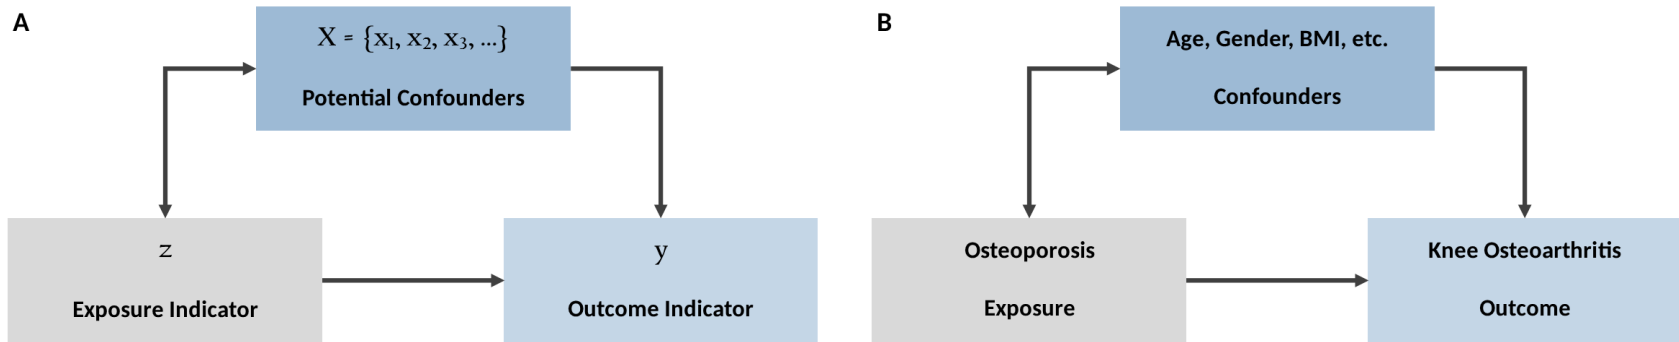 A
X = {x₁, x₂, x₃, ...}
Potential Confounders
z
Exposure Indicator
y
Outcome Indicator
B
Age, Gender, BMI, etc.
Confounders
Osteoporosis
Exposure
Knee Osteoarthritis
Outcome